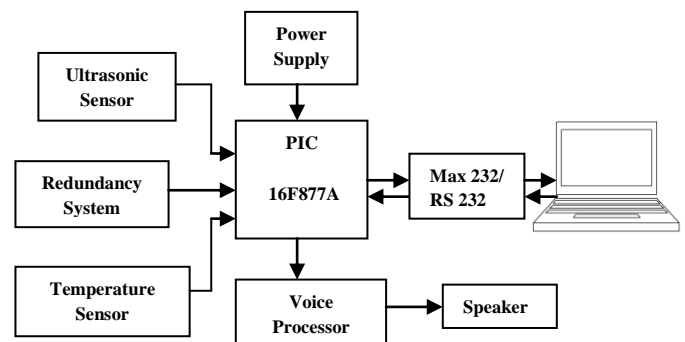 Power
Supply
Ultrasonic
Sensor
PIC
16F877A
Max 232/
RS 232
Redundancy
System
Temperature
Sensor
Voice
Processor
Speaker